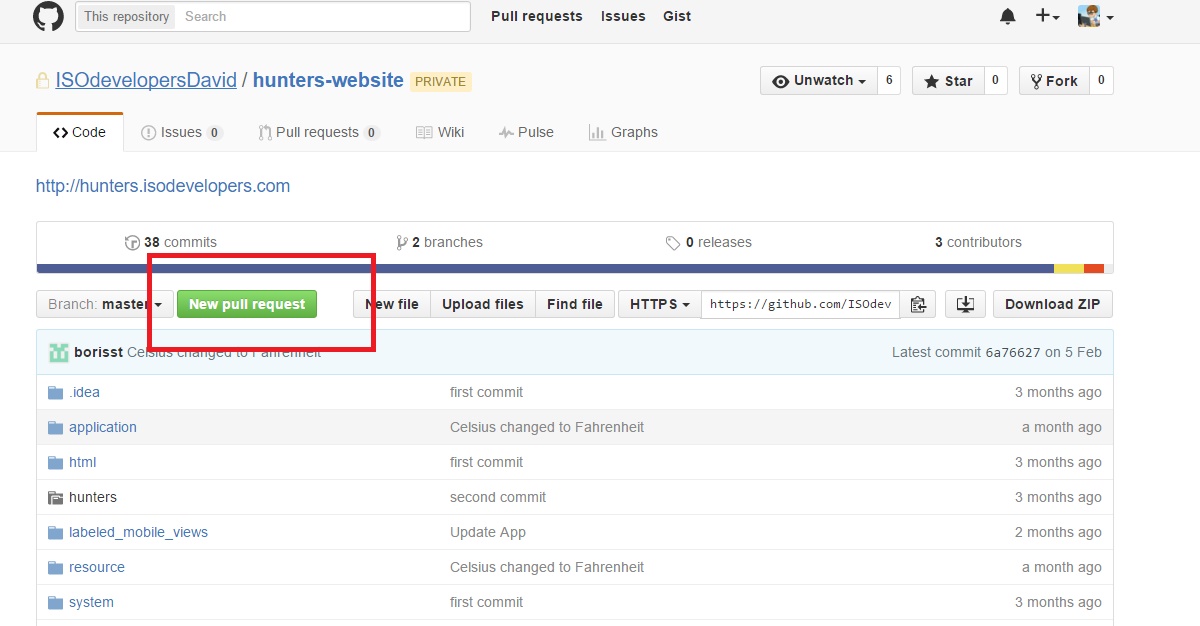 This repository Search Pull requests Issues Gist
ISOdevelopersDavid / hunters-website PRIVATE Unwatch 6 Star 0 Fork 0
Code Issues 0 Pull requests 0 Wiki Pulse Graphs
http://hunters.isodevelopers.com
38 commits 2 branches 0 releases 3 contributors
Branch: master New pull request New file Upload files Find file HTTPS https://github.com/ISOdev Download ZIP
borisst Celsius changed to Fahrenheit Latest commit 6a76627 on 5 Feb
.idea first commit 3 months ago
application Celsius changed to Fahrenheit a month ago
html first commit 3 months ago
hunters second commit 3 months ago
labeled_mobile_views Update App 2 months ago
resource Celsius changed to Fahrenheit a month ago
system first commit 3 months ago